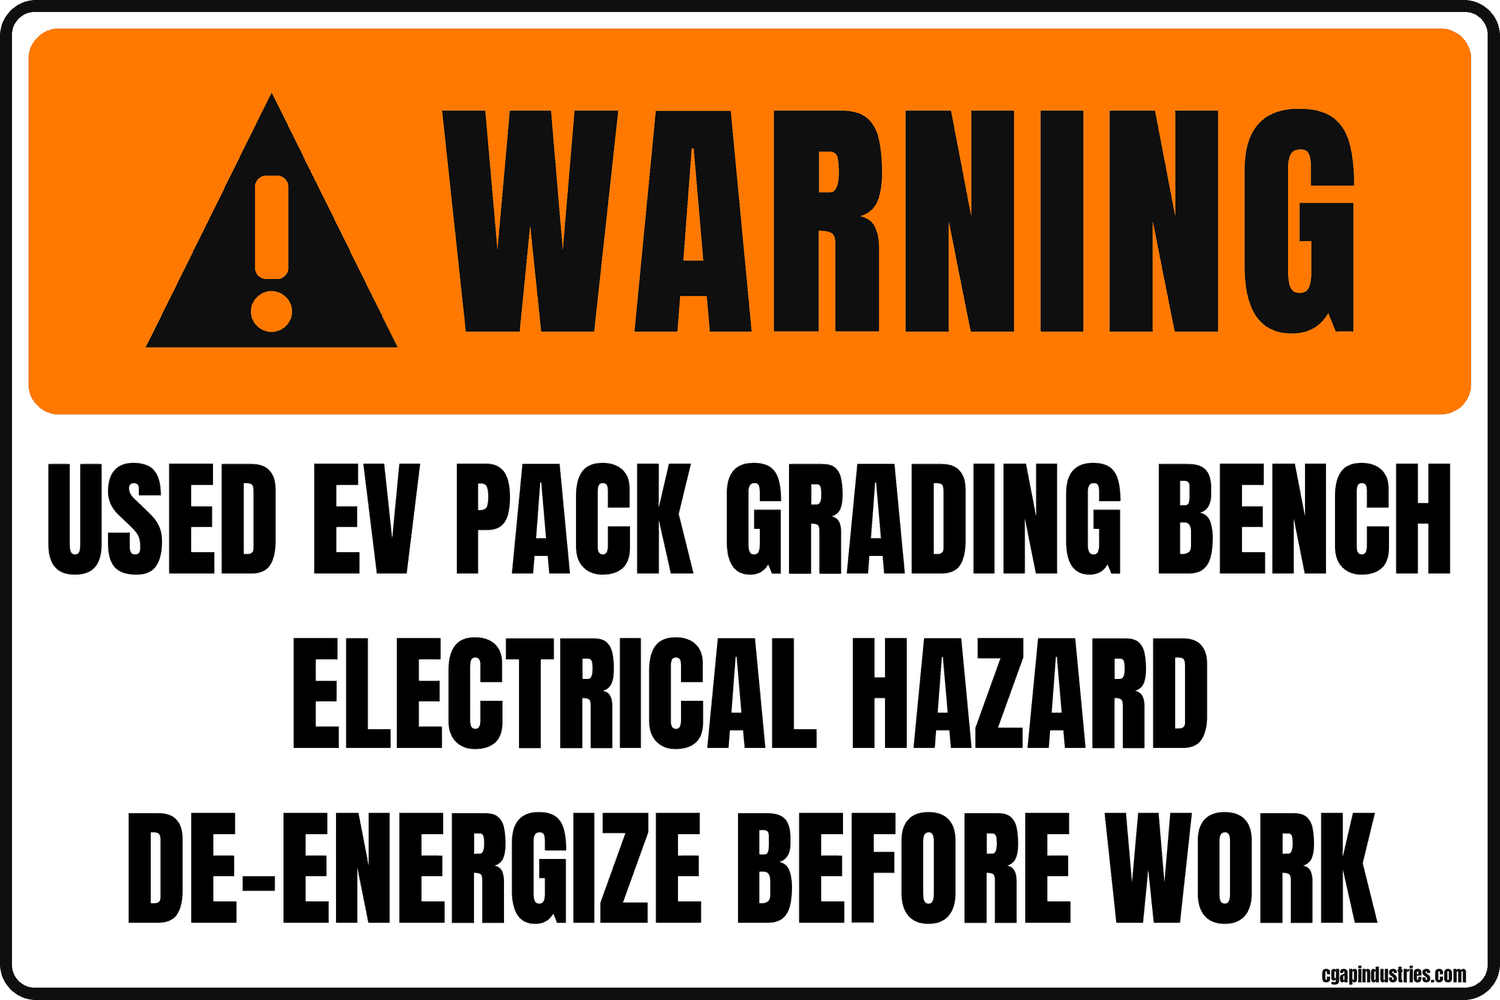 WARNING
USED EV PACK GRADING BENCH
ELECTRICAL HAZARD
DE-ENERGIZE BEFORE WORK
cgapindustries.com